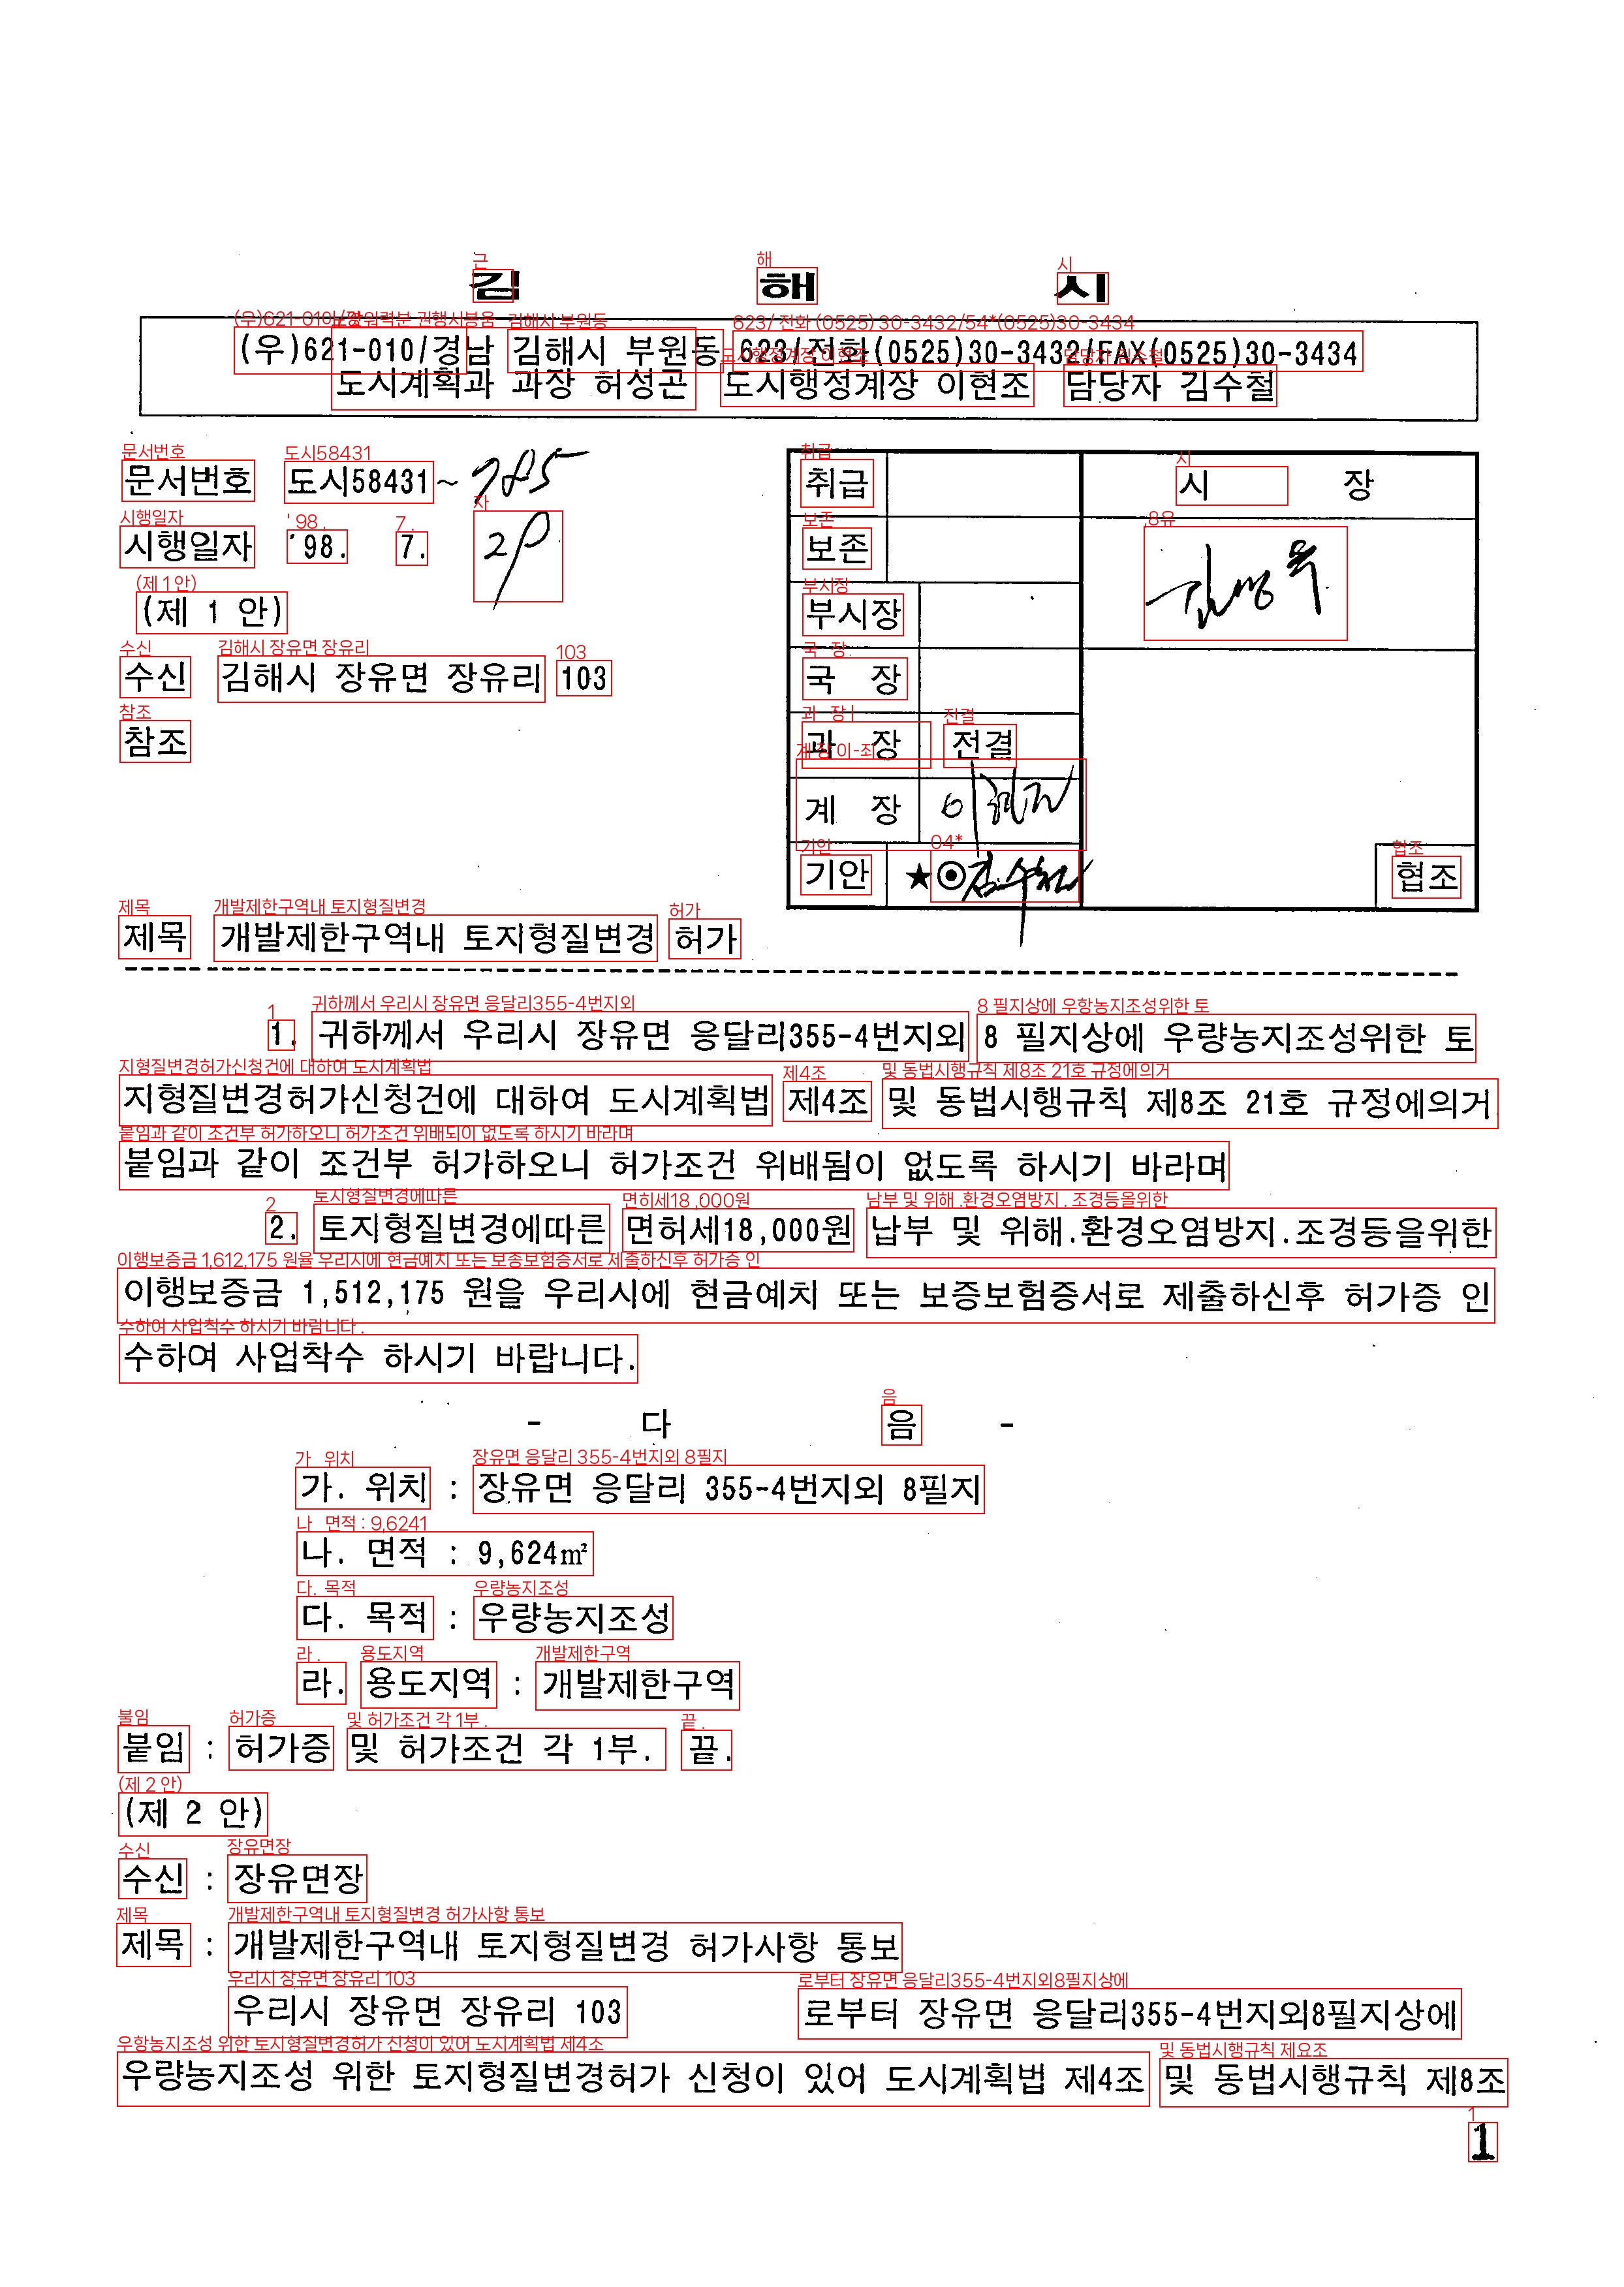 김 해 시
(우)621-010/경남 김해시 부원동 623/전화(0525)30-3432/FAX(0525)30-3434
도시계획과 과장 허성곤 도시행정계장 이현조 담당자 김수철
문서번호 도시58431~785
시행일자 '98. 7. 29
(제 1 안)
수신 김해시 장유면 장유리 103
참조
취급
시 장
보존
부시장
국 장
과 장 전결
계 장
기안 ★⊙김수철
협조
제목 개발제한구역내 토지형질변경 허가
1. 귀하께서 우리시 장유면 응달리355-4번지외 8 필지상에 우량농지조성위한 토
지형질변경허가신청건에 대하여 도시계획법 제4조 및 동법시행규칙 제8조 21호 규정에의거
붙임과 같이 조건부 허가하오니 허가조건 위배됨이 없도록 하시기 바라며
2. 토지형질변경에따른 면허세18,000원 납부 및 위해.환경오염방지.조경등을위한
이행보증금 1,512,175 원을 우리시에 현금예치 또는 보증보험증서로 제출하신후 허가증 인
수하여 사업착수 하시기 바랍니다.
- 다 음 -
가. 위치 : 장유면 응달리 355-4번지외 8필지
나. 면적 : 9,624㎡
다. 목적 : 우량농지조성
라. 용도지역 : 개발제한구역
붙임 : 허가증 및 허가조건 각 1부. 끝.
(제 2 안)
수신 : 장유면장
제목 : 개발제한구역내 토지형질변경 허가사항 통보
우리시 장유면 장유리 103 로부터 장유면 응달리355-4번지외8필지상에
우량농지조성 위한 토지형질변경허가 신청이 있어 도시계획법 제4조 및 동법시행규칙 제8조
1